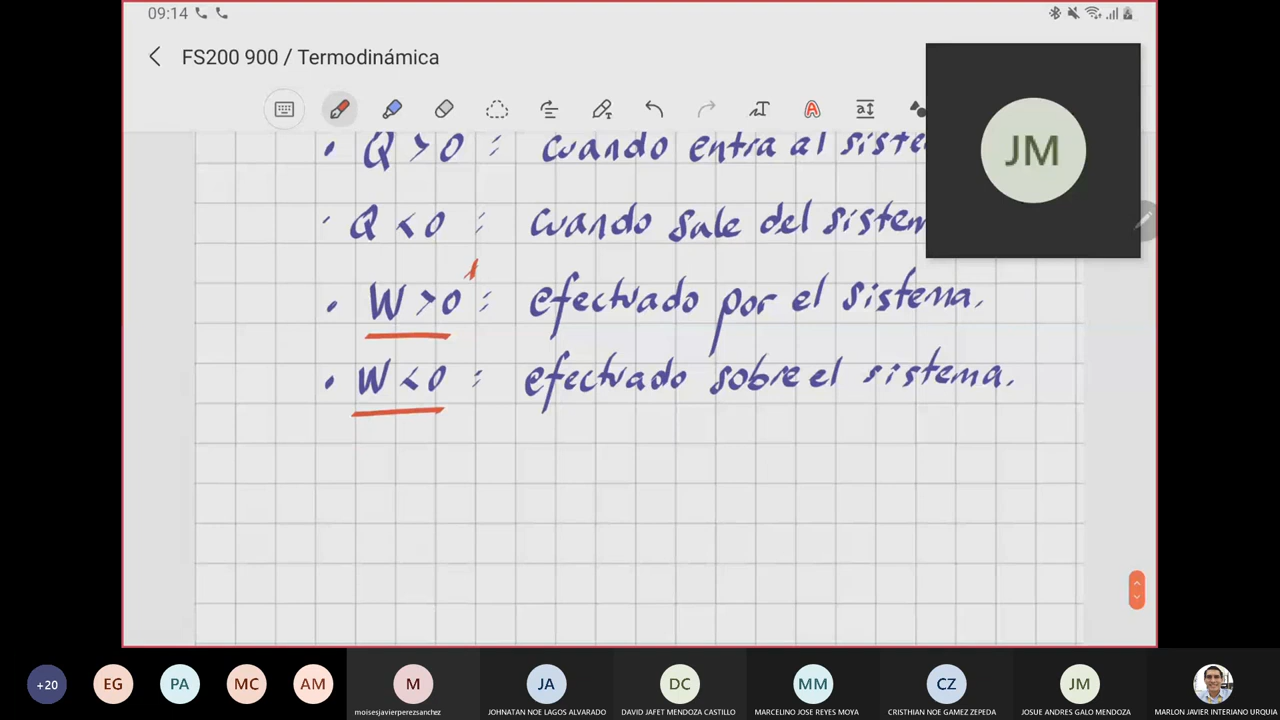 09:14
FS200 900 / Termodinámica
JM
• Q > 0 : cuando entra al
• Q < 0 : cuando sale del
• W > 0 : efectuado por el sistema.
• W < 0 : efectuado sobre el sistema.
+20
EG
PA
MC
AM
M
moisesjavierperezsanchez
JA
JOHNATAN NOE LAGOS ALVARADO
DC
DAVID JAFET MENDOZA CASTILLO
MM
MARCELINO JOSE REYES MOYA
CZ
CRISTHIAN NOE GAMEZ ZEPEDA
JM
JOSUE ANDRES GALO MENDOZA
MARLON JAVIER INTERIANO URQUIA